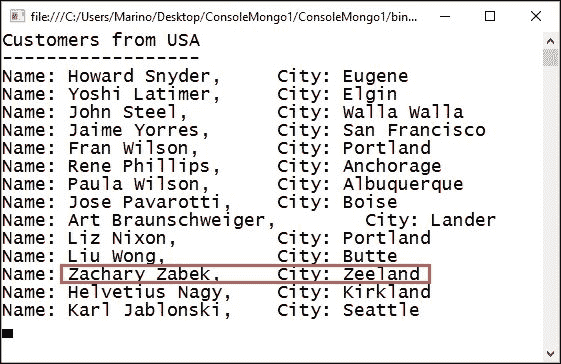 file:///C:/Users/Marino/Desktop/ConsoleMongo1/ConsoleMongo1/bin...
Customers from USA
------------------
Name: Howard Snyder,     City: Eugene
Name: Yoshi Latimer,     City: Elgin
Name: John Steel,        City: Walla Walla
Name: Jaime Yorres,      City: San Francisco
Name: Fran Wilson,       City: Portland
Name: Rene Phillips,     City: Anchorage
Name: Paula Wilson,      City: Albuquerque
Name: Jose Pavarotti,    City: Boise
Name: Art Braunschweiger,        City: Lander
Name: Liz Nixon,         City: Portland
Name: Liu Wong,          City: Butte
Name: Zachary Zabek,     City: Zeeland
Name: Helvetius Nagy,    City: Kirkland
Name: Karl Jablonski,    City: Seattle